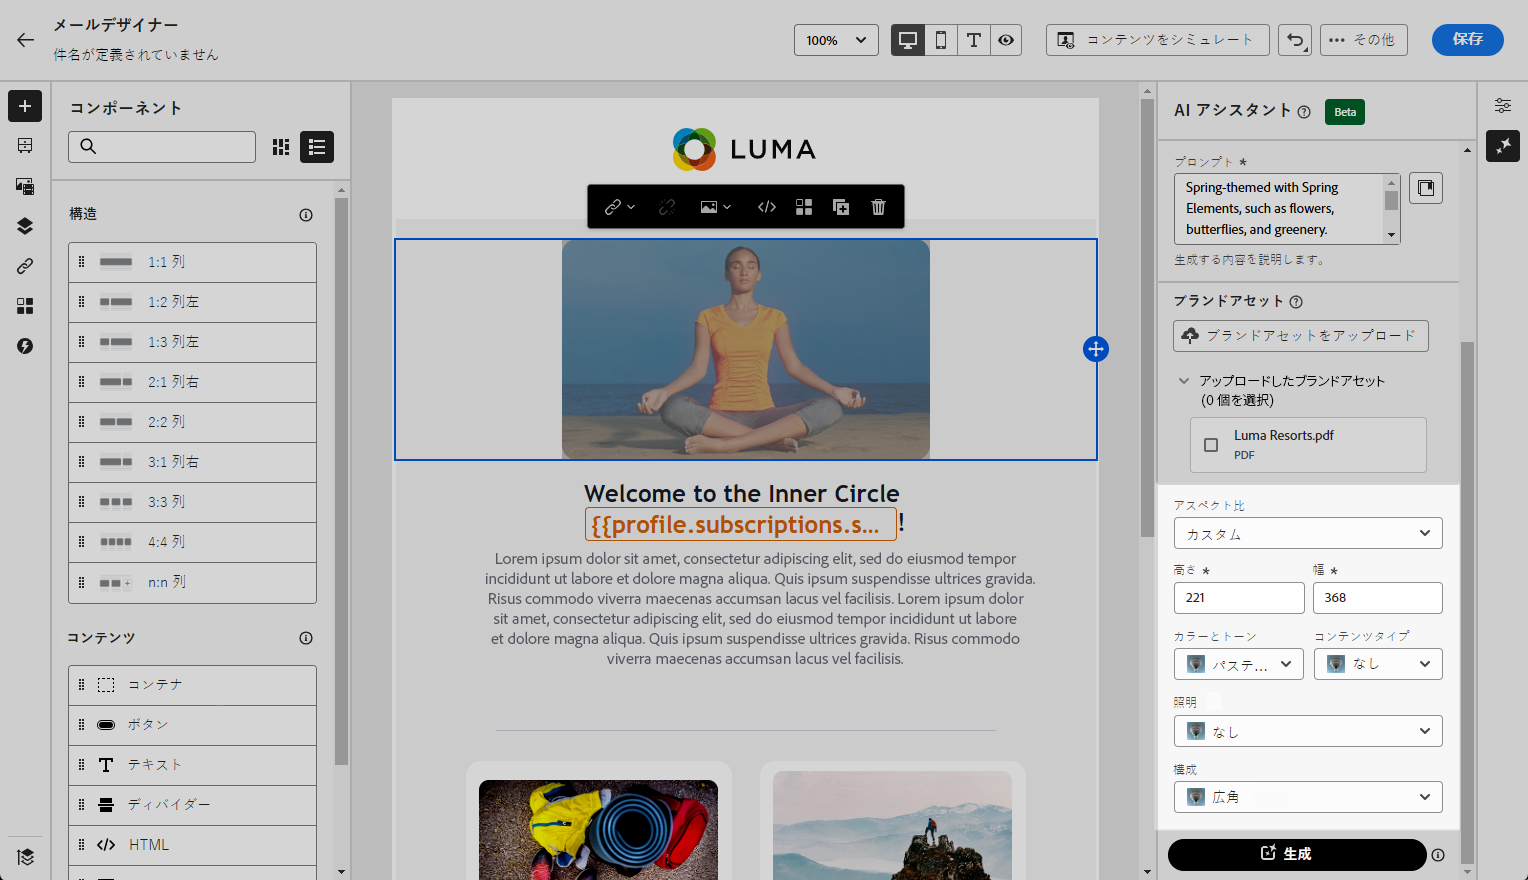 メールデザイナー
件名が定義されていません
100%
コンテンツをシミュレート
その他
保存
コンポーネント
構造
1:1 列
1:2 列左
1:3 列左
2:1 列右
2:2 列
3:1 列右
3:3 列
4:4 列
n:n 列
コンテンツ
コンテナ
ボタン
テキスト
ディバイダー
HTML
LUMA
Welcome to the Inner Circle
{{profile.subscriptions.s... !
Lorem ipsum dolor sit amet, consectetur adipiscing elit, sed do eiusmod tempor
incididunt ut labore et dolore magna aliqua. Quis ipsum suspendisse ultrices gravida.
Risus commodo viverra maecenas accumsan lacus vel facilisis. Lorem ipsum dolor
sit amet, consectetur adipiscing elit, sed do eiusmod tempor incididunt ut labore
et dolore magna aliqua. Quis ipsum suspendisse ultrices gravida. Risus commodo
viverra maecenas accumsan lacus vel facilisis.
AI アシスタント
Beta
プロンプト *
Spring-themed with Spring
Elements, such as flowers,
butterflies, and greenery.
生成する内容を説明します。
ブランドアセット
ブランドアセットをアップロード
アップロードしたブランドアセット
(0 個を選択)
Luma Resorts.pdf
PDF
アスペクト比
カスタム
高さ *
幅 *
221
368
カラーとトーン
コンテンツタイプ
パステ...
なし
照明
なし
構成
広角
生成